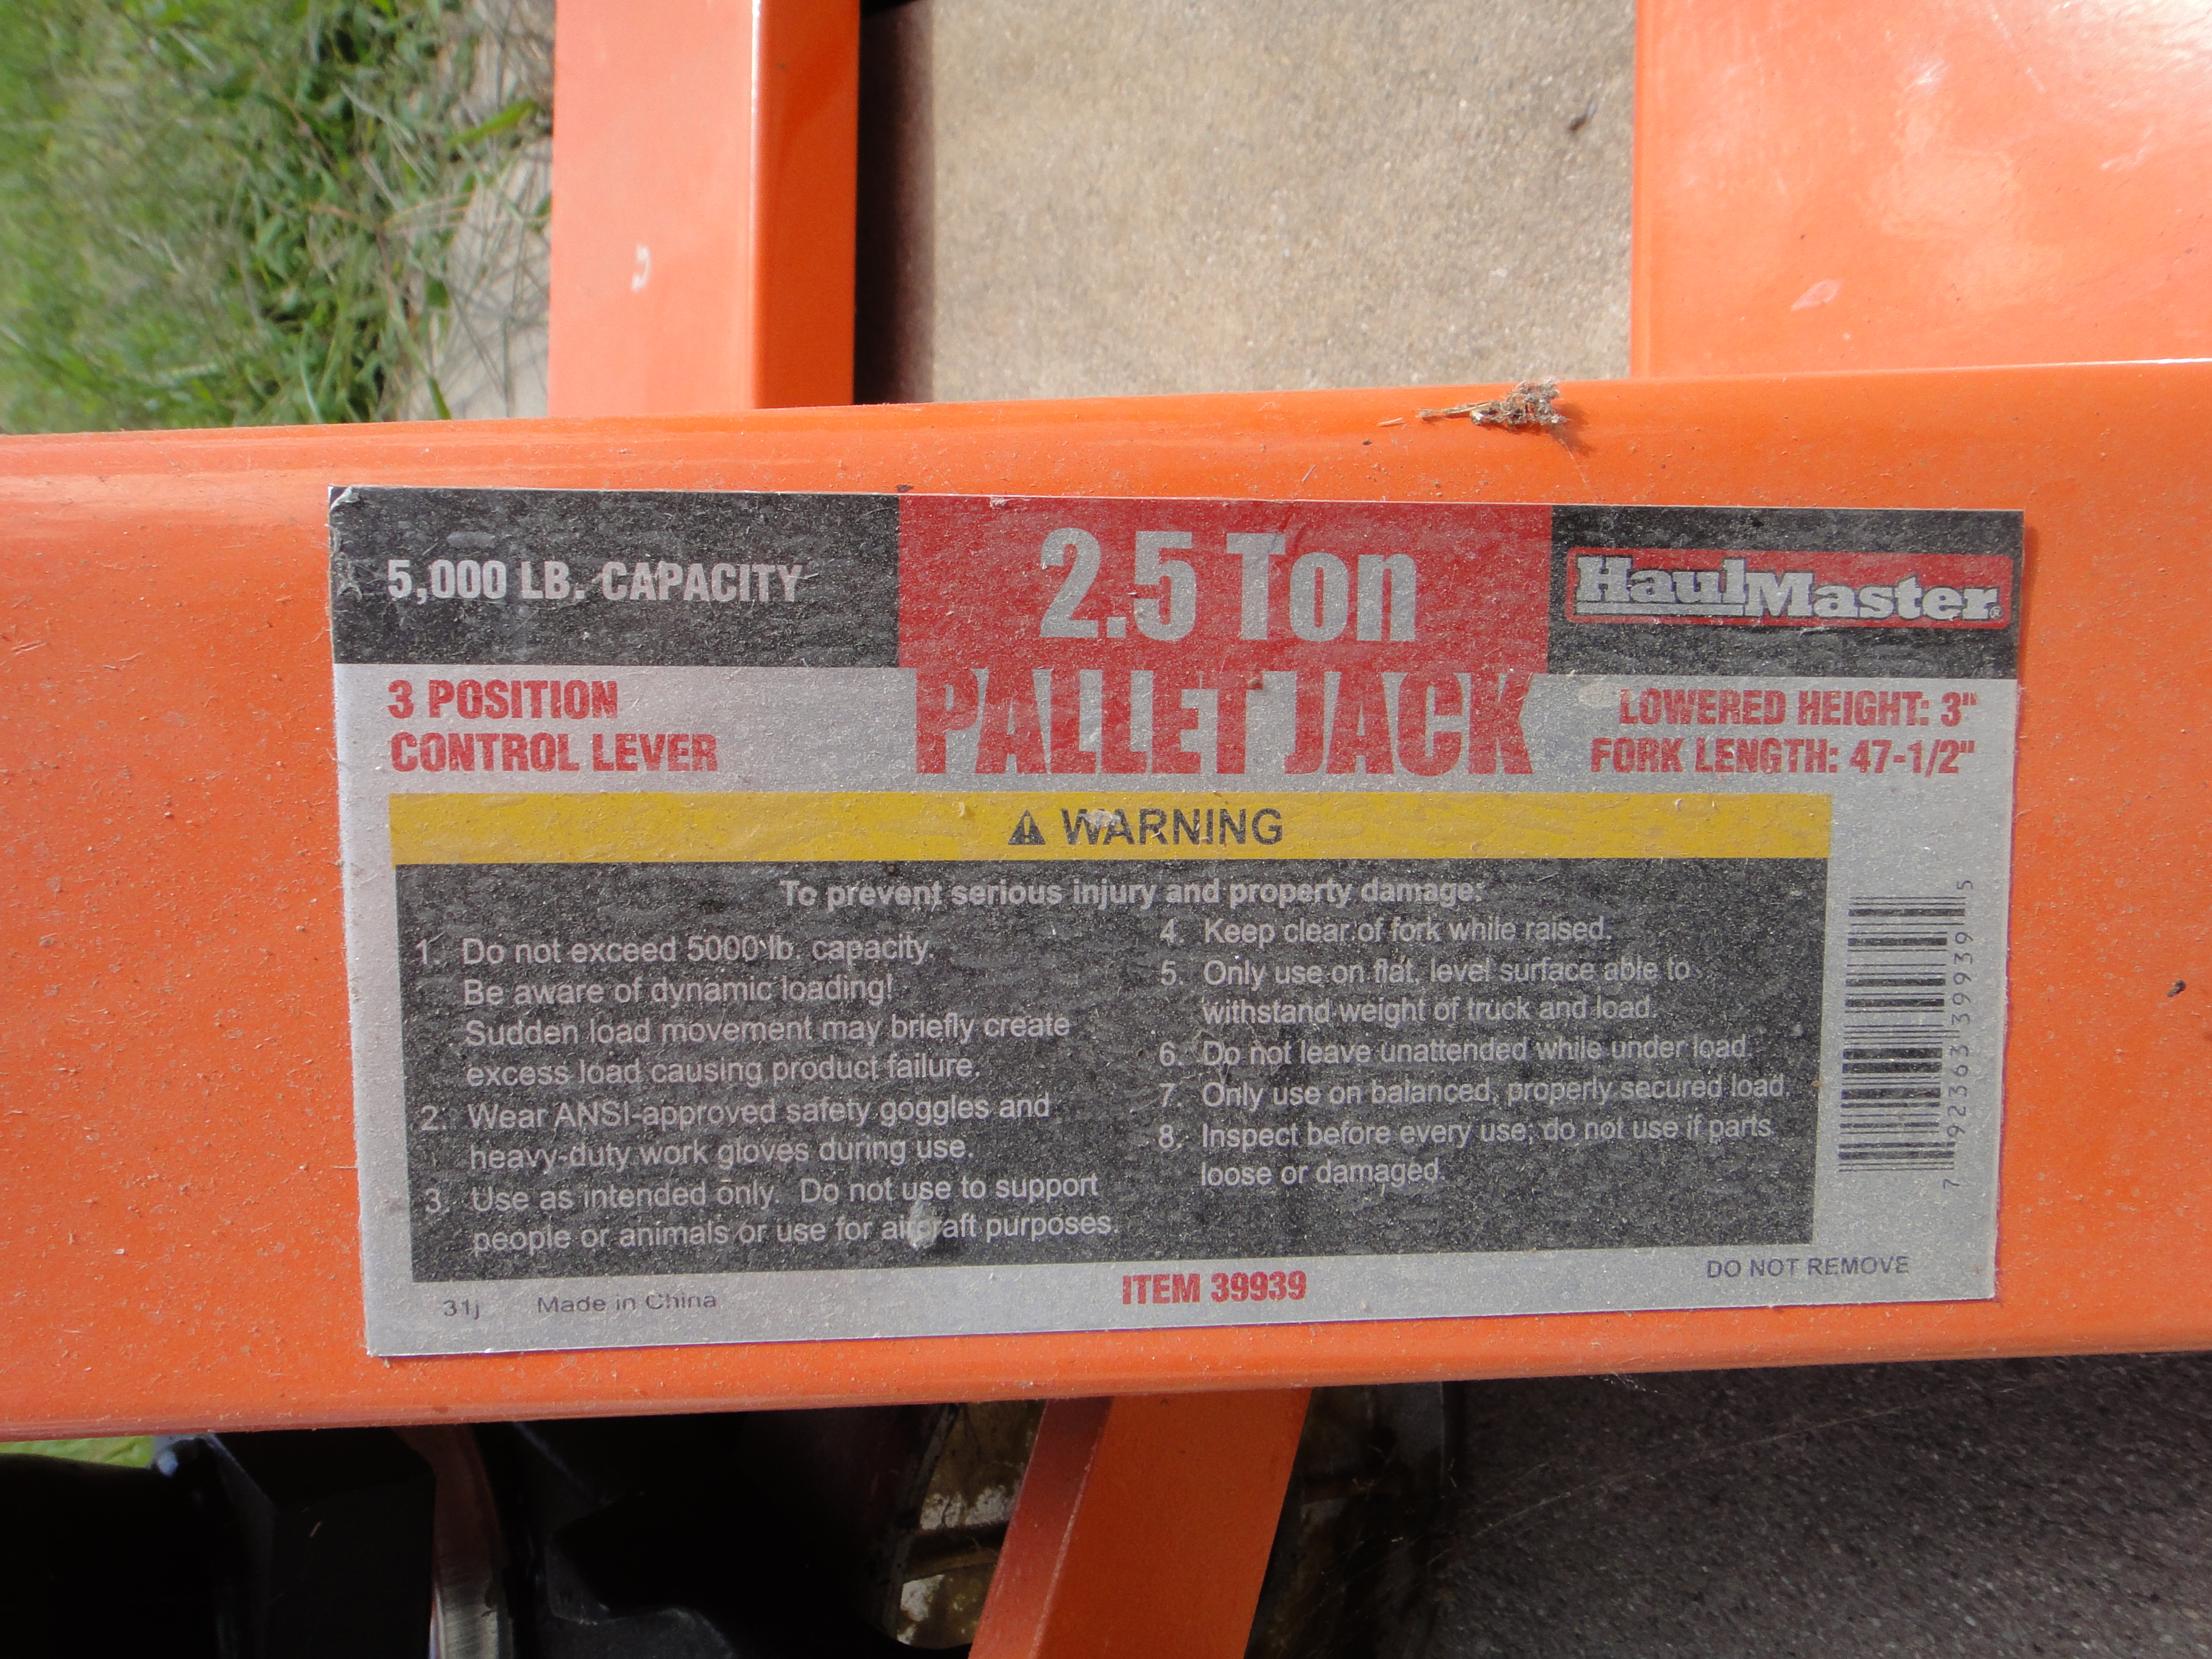 5,000 LB. CAPACITY
2.5 Ton
PALLET JACK
HaulMaster®
3 POSITION
CONTROL LEVER
LOWERED HEIGHT: 3"
FORK LENGTH: 47-1/2"
⚠ WARNING
To prevent serious injury and property damage:
1. Do not exceed 5000 lb. capacity.
Be aware of dynamic loading!
Sudden load movement may briefly create
excess load causing product failure.
2. Wear ANSI-approved safety goggles and
heavy-duty work gloves during use.
3. Use as intended only. Do not use to support
people or animals or use for aircraft purposes.
4. Keep clear of fork while raised.
5. Only use on flat, level surface able to
withstand weight of truck and load.
6. Do not leave unattended while under load.
7. Only use on balanced, properly secured load.
8. Inspect before every use; do not use if parts
loose or damaged.
7 92363 39939 5
31j Made in China
ITEM 39939
DO NOT REMOVE